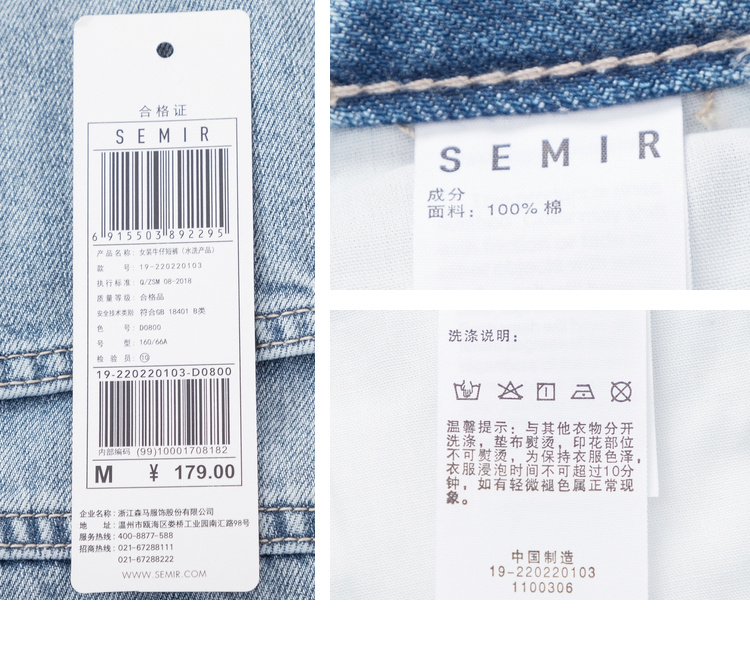 合格证
SEMIR
6 915503 892295
产品名称: 女装牛仔短裤 (水洗产品)
款 号: 19-220220103
执行标准: Q/ZSM 08-2018
质量等级: 合格品
安全技术类别 符合GB 18401 B类
色 号: D0800
号 型: 160/66A
检 验 员: 10
19-220220103-D0800
内部编码 (99)10001708182
M ¥ 179.00
企业名称: 浙江森马服饰股份有限公司
地 址: 温州市瓯海区娄桥工业园南汇路98号
服务热线: 400-8877-588
招商热线: 021-67288111
021-67288222
WWW.SEMIR.COM
SEMIR
成分
面料: 100% 棉
洗涤说明:
温馨提示: 与其他衣物分开
洗涤, 垫布熨烫, 印花部位
不可熨烫, 为保持衣服色泽,
衣服浸泡时间不可超过10分
钟, 如有轻微褪色属正常现
象。
中国制造
19-220220103
1100306